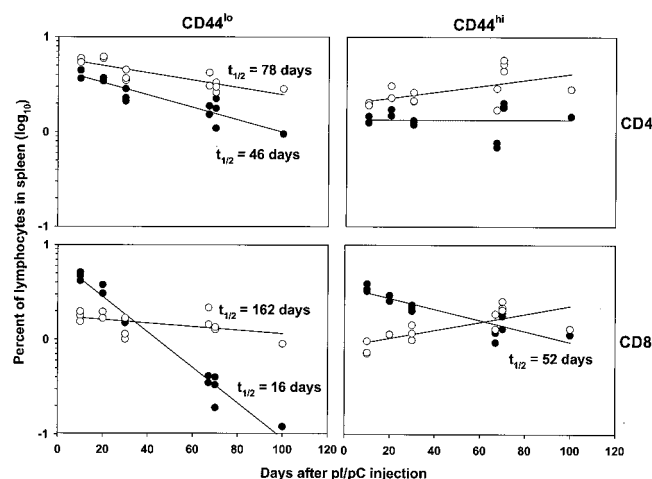 CD44lo
CD44hi
Percent of lymphocytes in spleen (log10)
1
0
-1
t1/2 = 78 days
t1/2 = 46 days
CD4
1
0
-1
t1/2 = 162 days
t1/2 = 16 days
t1/2 = 52 days
CD8
0 20 40 60 80 100 120
0 20 40 60 80 100 120
Days after pI/pC injection